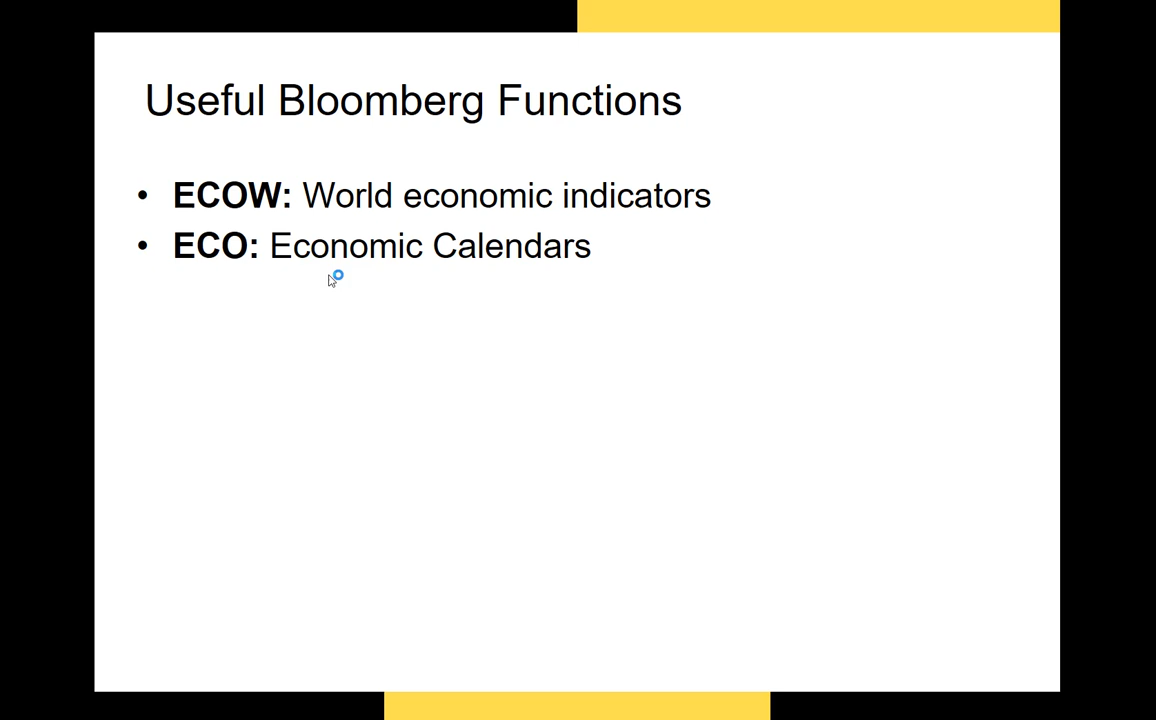 Useful Bloomberg Functions
• ECOW: World economic indicators
• ECO: Economic Calendars